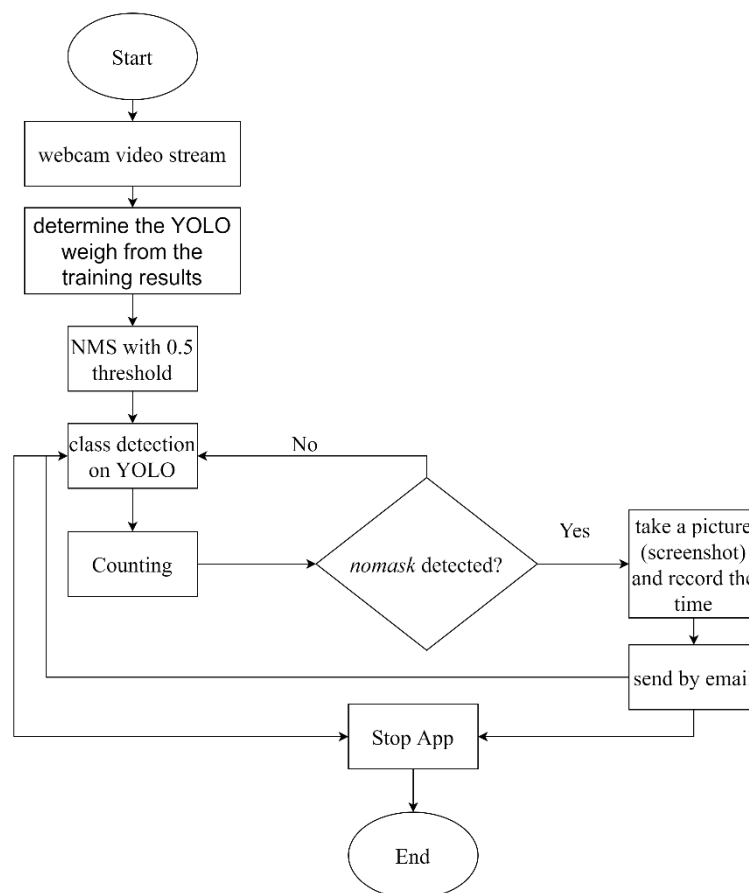 Start
webcam video stream
determine the YOLO
weigh from the
training results
NMS with 0.5
threshold
class detection
on YOLO
No
Counting
nomask detected?
Yes
take a picture
(screenshot)
and record the
time
send by email
Stop App
End